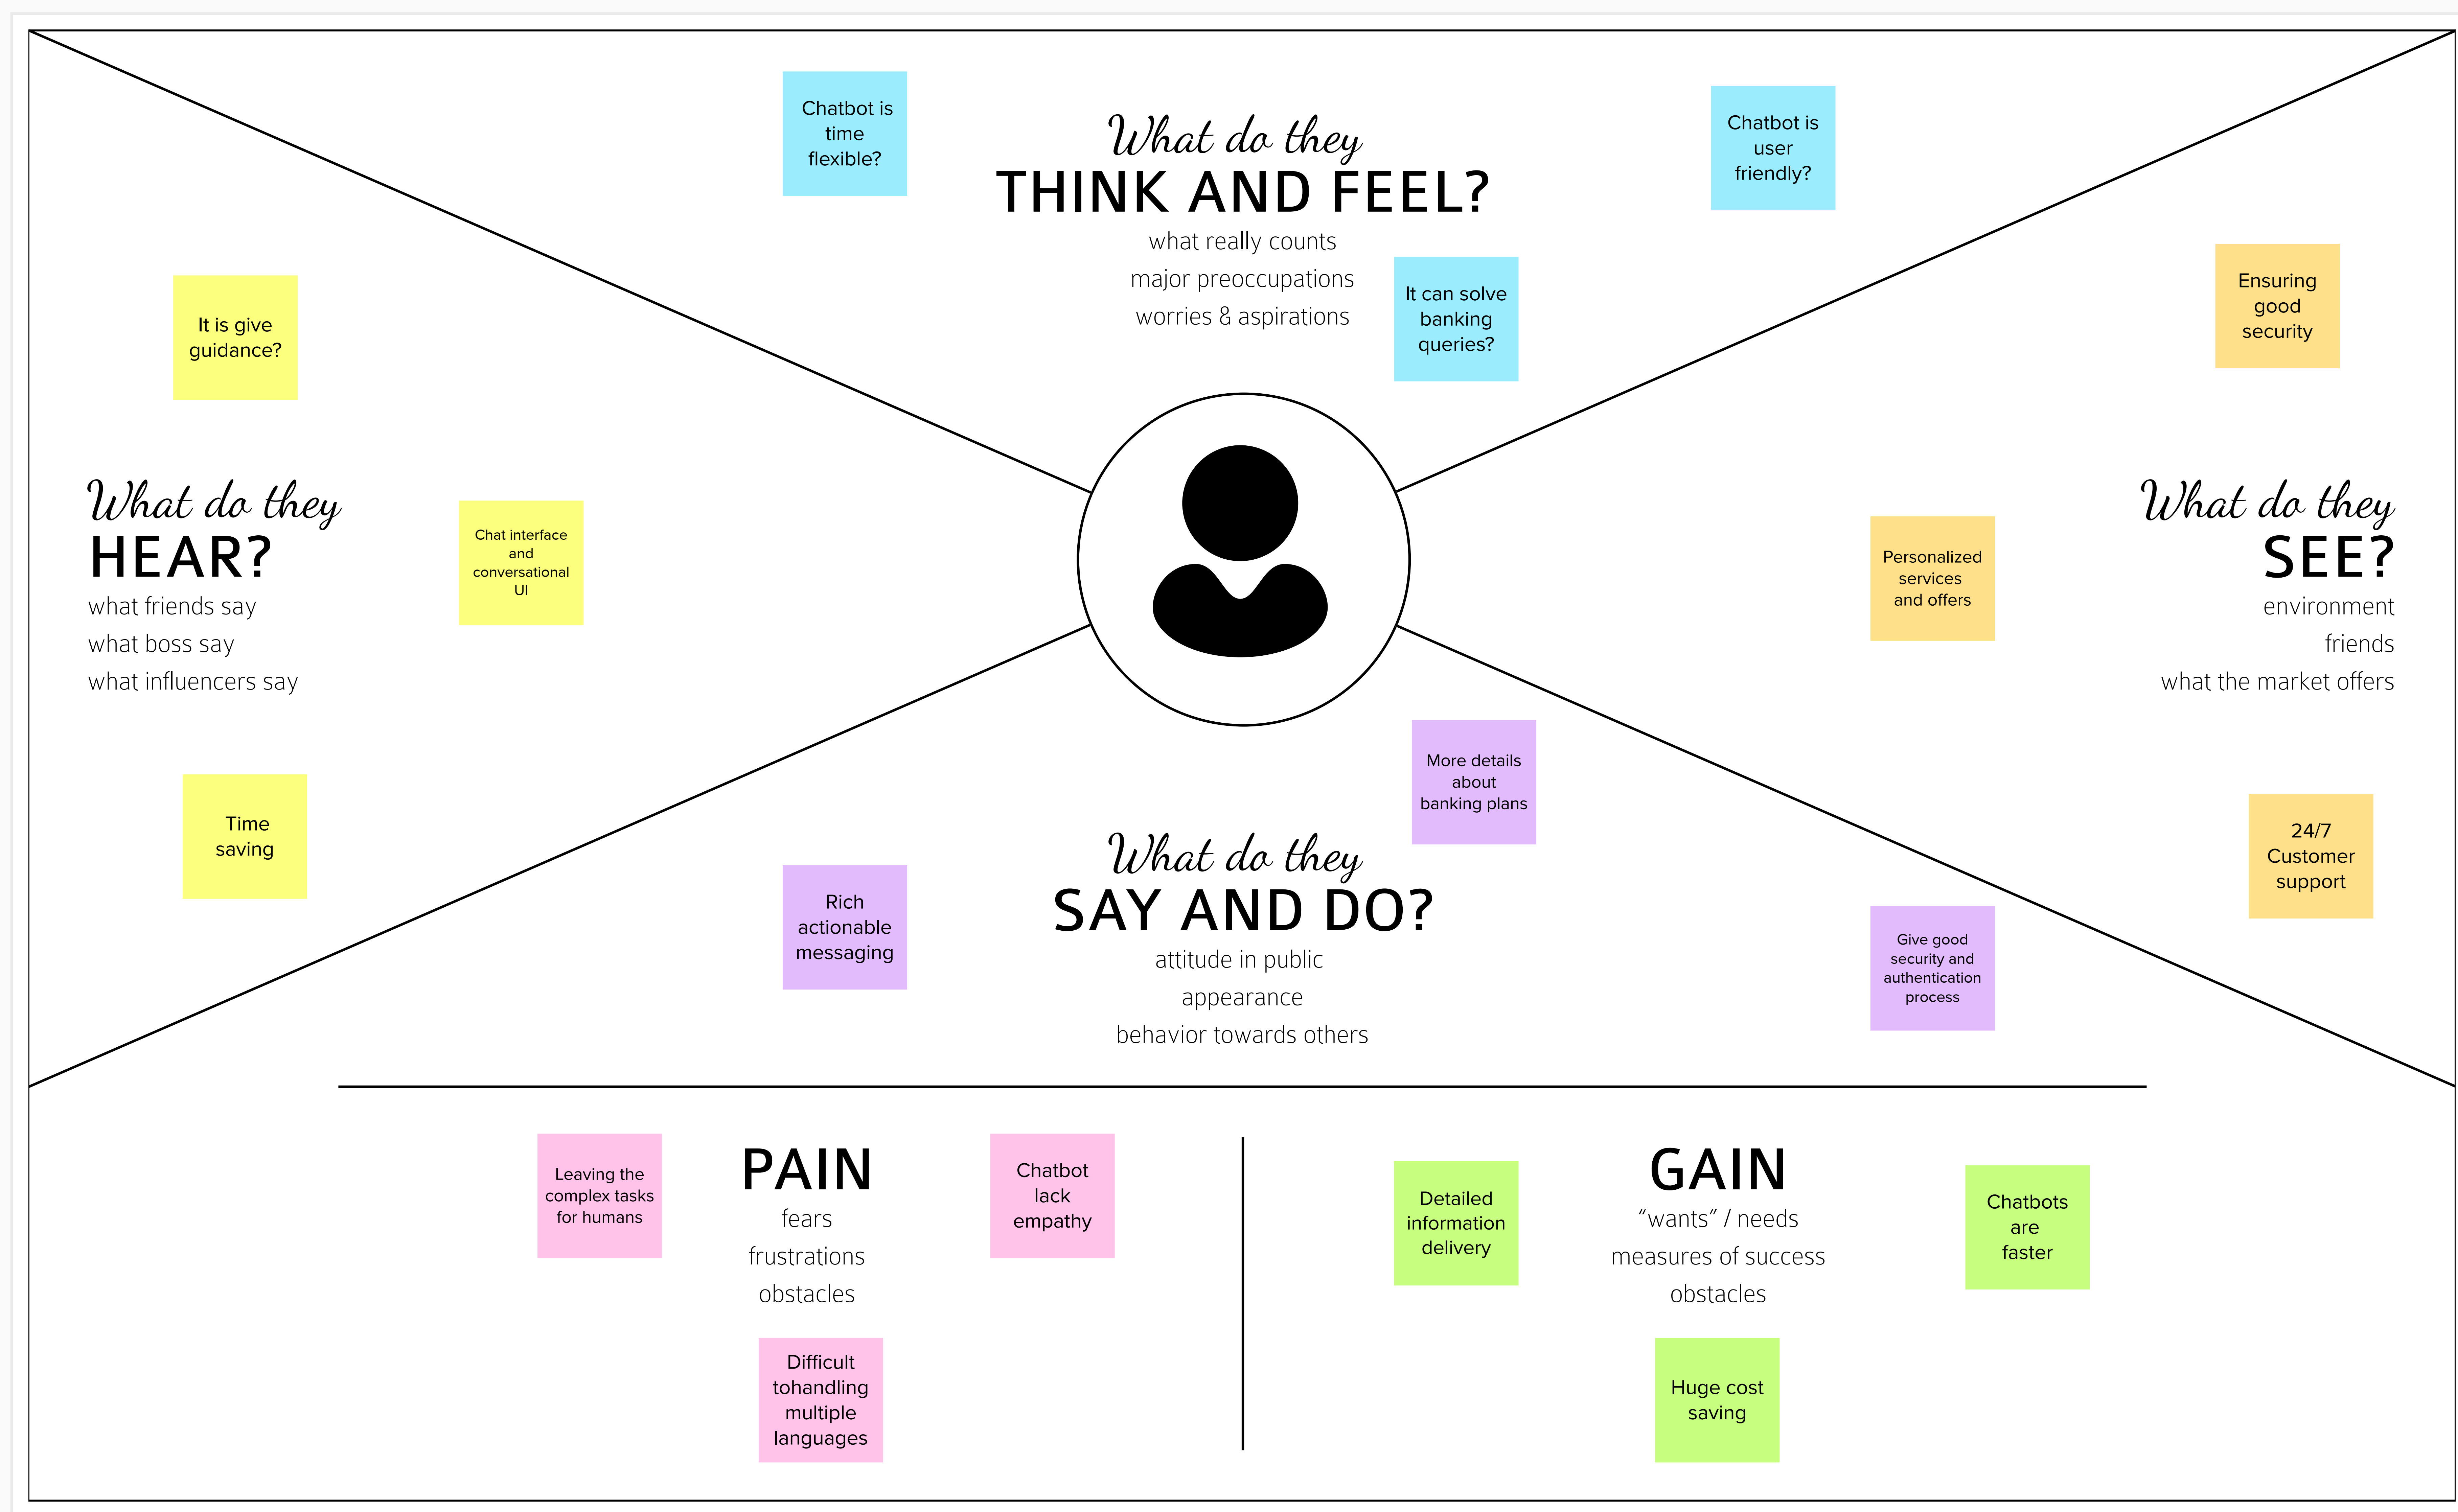 Chatbot is
time
flexible?
What do they
THINK AND FEEL?
what really counts
major preoccupations
worries & aspirations
Chatbot is
user
friendly?
It can solve
banking
queries?
It is give
guidance?
What do they
HEAR?
what friends say
what boss say
what influencers say
Chat interface
and
conversational
UI
Time
saving
Ensuring
good
security
Personalized
services
and offers
What do they
SEE?
environment
friends
what the market offers
24/7
Customer
support
More details
about
banking plans
Rich
actionable
messaging
What do they
SAY AND DO?
attitude in public
appearance
behavior towards others
Give good
security and
authentication
process
Leaving the
complex tasks
for humans
PAIN
fears
frustrations
obstacles
Chatbot
lack
empathy
Difficult
tohandling
multiple
languages
Detailed
information
delivery
GAIN
“wants” / needs
measures of success
obstacles
Chatbots
are
faster
Huge cost
saving